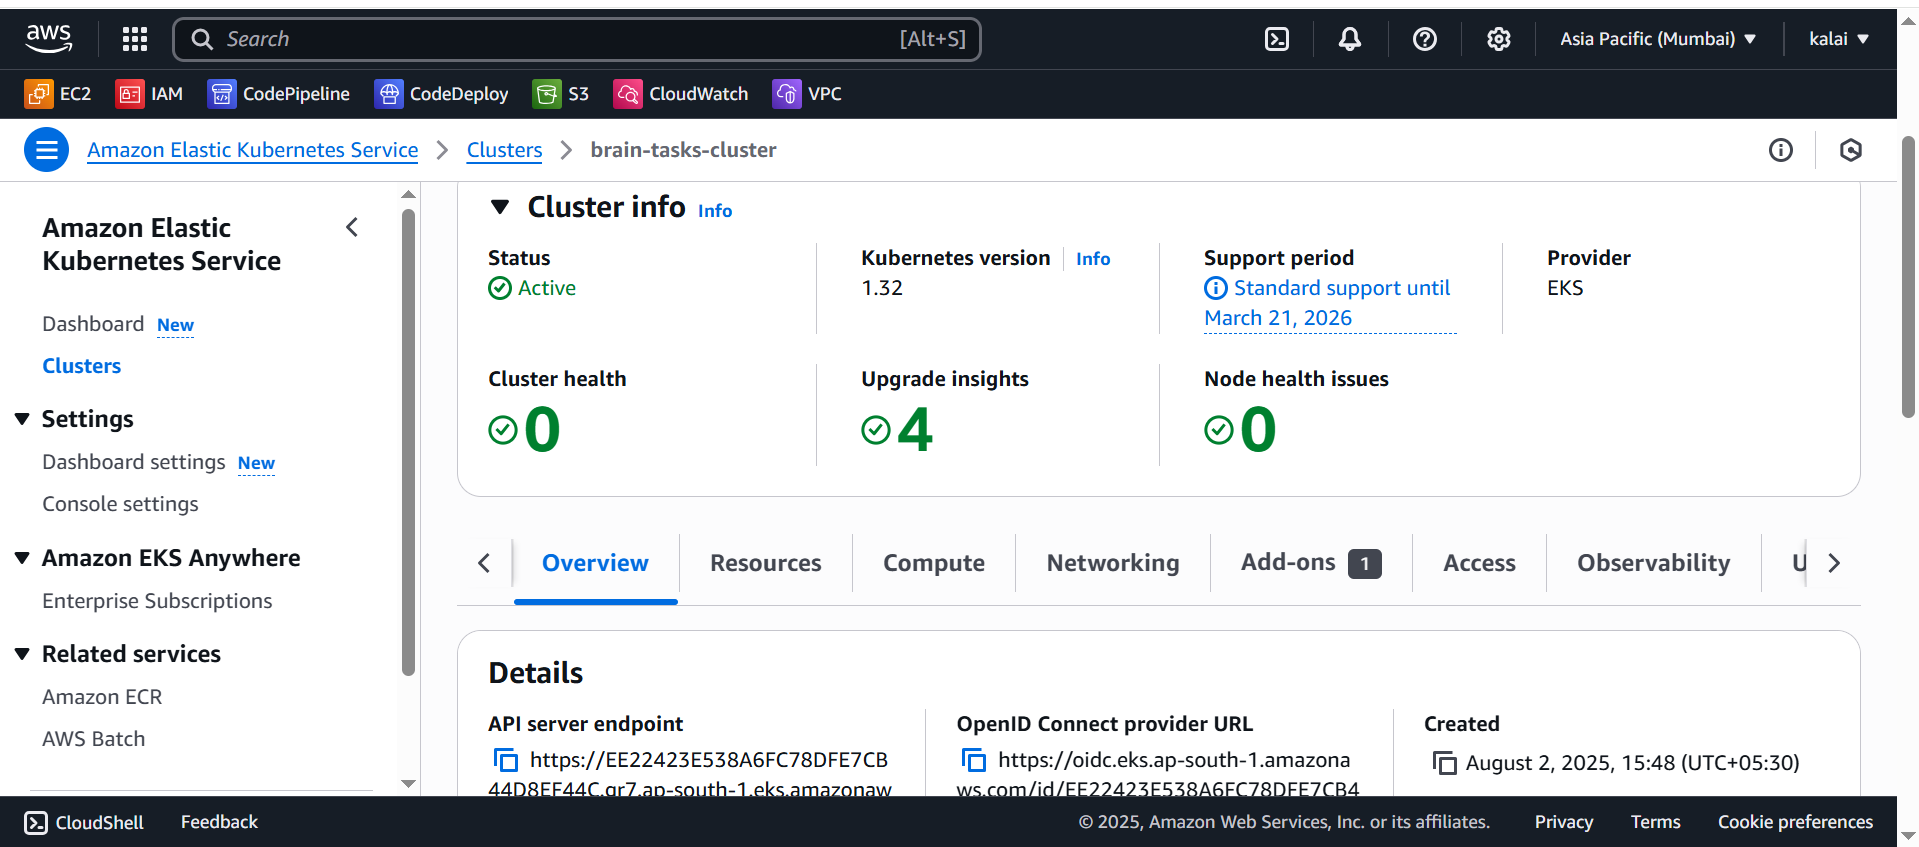 aws
Search [Alt+S]
Asia Pacific (Mumbai) kalai
EC2 IAM CodePipeline CodeDeploy S3 CloudWatch VPC
Amazon Elastic Kubernetes Service > Clusters > brain-tasks-cluster
Amazon Elastic
Kubernetes Service
Dashboard New
Clusters
Settings
Dashboard settings New
Console settings
Amazon EKS Anywhere
Enterprise Subscriptions
Related services
Amazon ECR
AWS Batch
Cluster info Info
Status
Active
Kubernetes version Info
1.32
Support period
Standard support until
March 21, 2026
Provider
EKS
Cluster health
0
Upgrade insights
4
Node health issues
0
Overview Resources Compute Networking Add-ons 1 Access Observability U
Details
API server endpoint
https://EE22423E538A6FC78DFE7CB
44D8EF44C.gr7.ap-south-1.eks.amazonaw
OpenID Connect provider URL
https://oidc.eks.ap-south-1.amazona
ws.com/id/EE22423E538A6FC78DFE7CB4
Created
August 2, 2025, 15:48 (UTC+05:30)
CloudShell Feedback
© 2025, Amazon Web Services, Inc. or its affiliates. Privacy Terms Cookie preferences